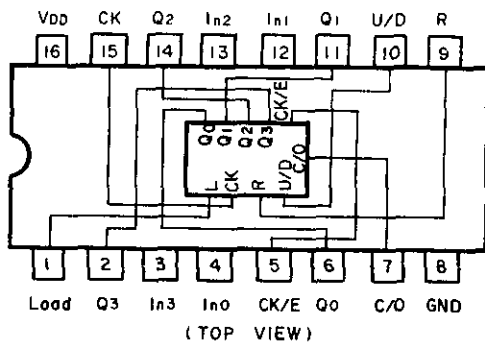 VDD CK Q2 In2 In1 Q1 U/D R
16 15 14 13 12 11 10 9
CK/E
Q0 Q1 Q2 Q3
C/O
L CK R U/D
1 2 3 4 5 6 7 8
Load Q3 In3 In0 CK/E Q0 C/O GND
(TOP VIEW)